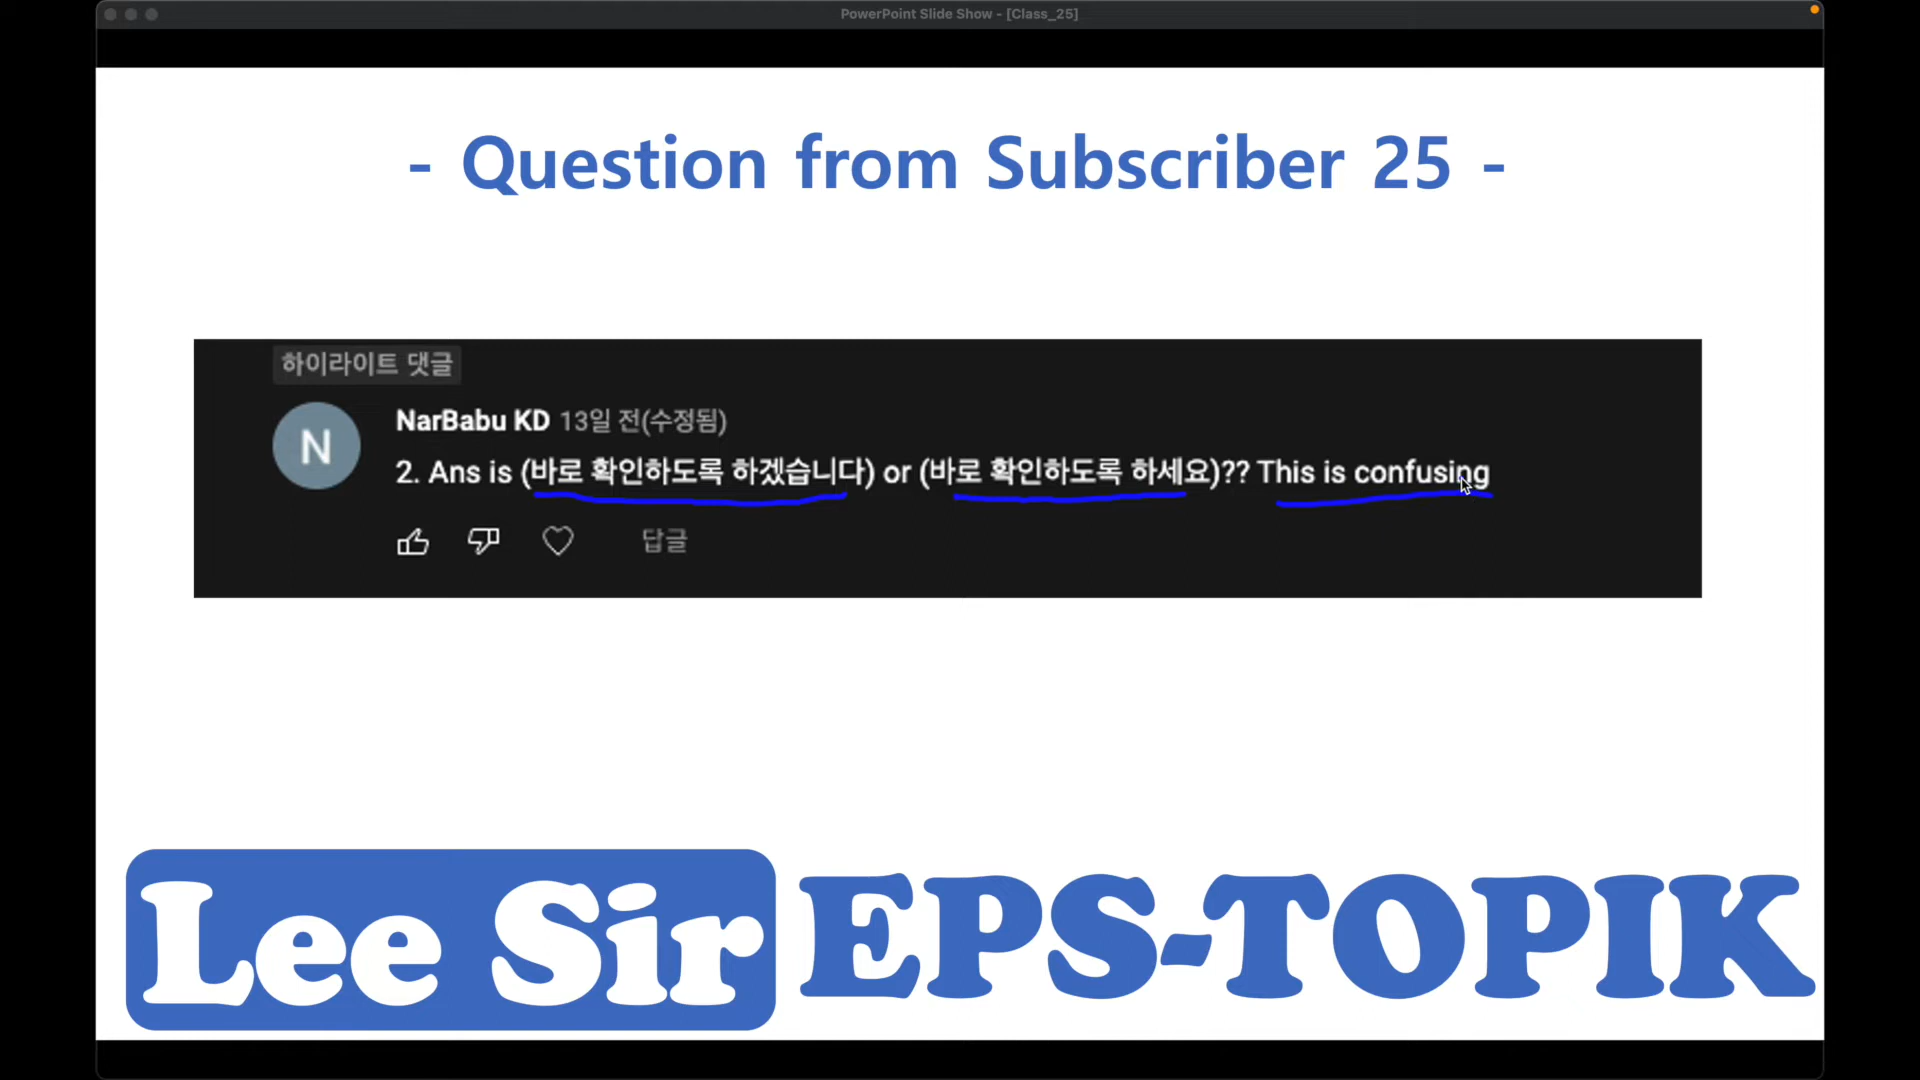 PowerPoint Slide Show - [Class_25]
- Question from Subscriber 25 -
하이라이트 댓글
N
NarBabu KD 13일 전(수정됨)
2. Ans is (바로 확인하도록 하겠습니다) or (바로 확인하도록 하세요)?? This is confusing
답글
Lee Sir EPS-TOPIK